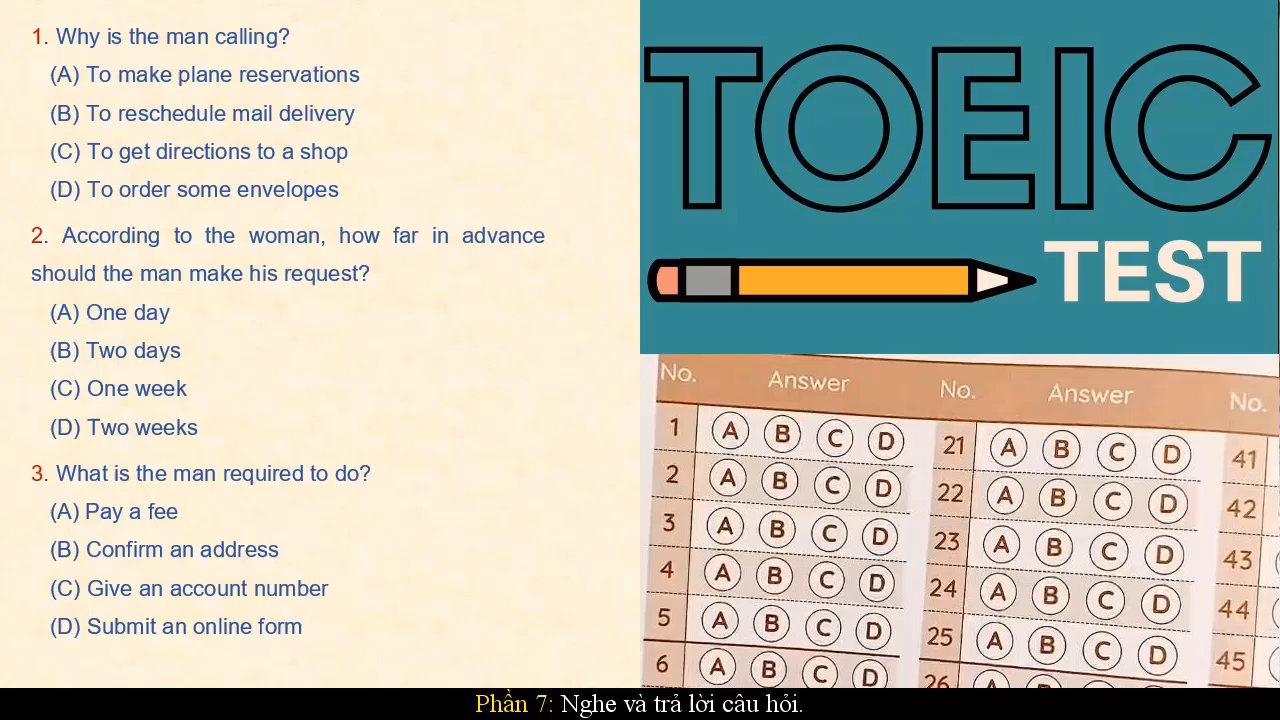 1. Why is the man calling?
(A) To make plane reservations
(B) To reschedule mail delivery
(C) To get directions to a shop
(D) To order some envelopes
2. According to the woman, how far in advance
should the man make his request?
(A) One day
(B) Two days
(C) One week
(D) Two weeks
3. What is the man required to do?
(A) Pay a fee
(B) Confirm an address
(C) Give an account number
(D) Submit an online form
TOEIC
TEST
No. Answer No. Answer No.
1 A B C D 21 A B C D 41
2 A B C D 22 A B C D 42
3 A B C D 23 A B C D 43
4 A B C D 24 A B C D 44
5 A B C D 25 A B C D 45
6 A B C D 26 A B C D
Phần 7: Nghe và trả lời câu hỏi.